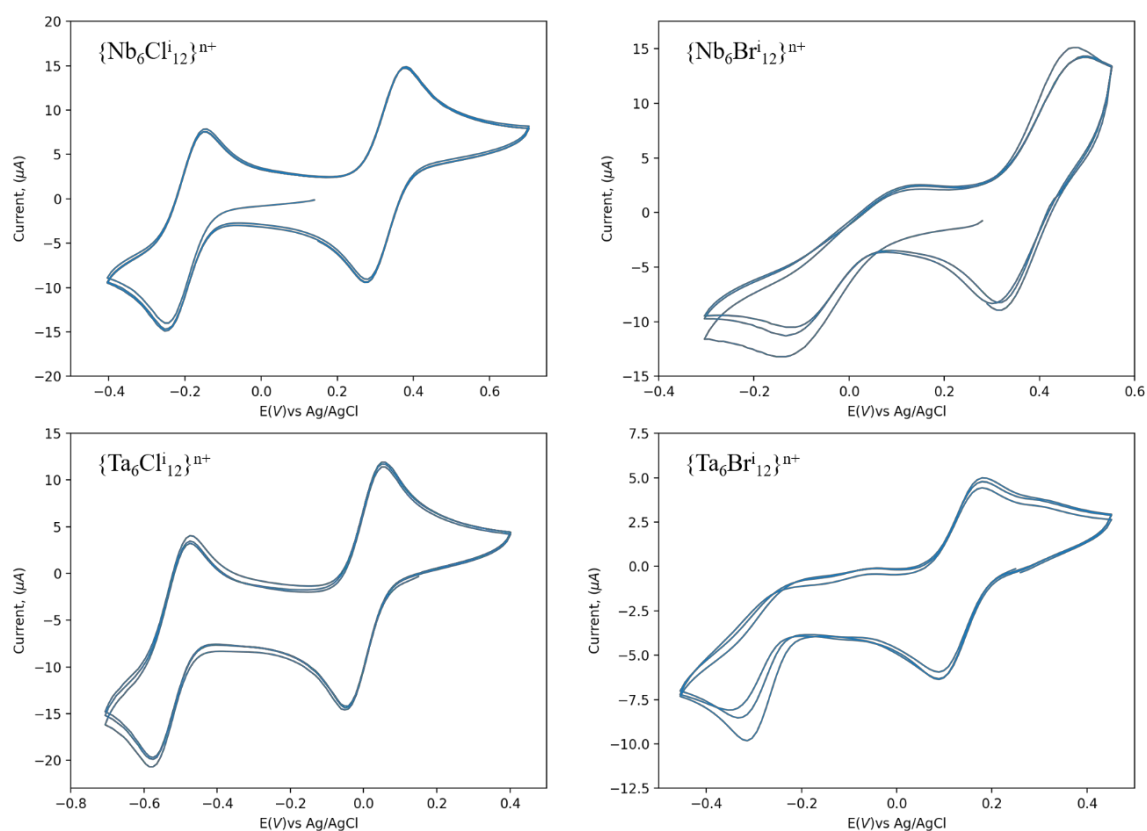 {Nb₆Clⁱ₁₂}ⁿ⁺
20
15
10
5
0
−5
−10
−15
−20
Current, (μA)
−0.4 −0.2 0.0 0.2 0.4 0.6
E(V)vs Ag/AgCl
{Nb₆Brⁱ₁₂}ⁿ⁺
15
10
5
0
−5
−10
−15
Current, (μA)
−0.4 −0.2 0.0 0.2 0.4 0.6
E(V)vs Ag/AgCl
{Ta₆Clⁱ₁₂}ⁿ⁺
15
10
5
0
−5
−10
−15
−20
Current, (μA)
−0.8 −0.6 −0.4 −0.2 0.0 0.2 0.4
E(V)vs Ag/AgCl
{Ta₆Brⁱ₁₂}ⁿ⁺
7.5
5.0
2.5
0.0
−2.5
−5.0
−7.5
−10.0
−12.5
Current, (μA)
−0.4 −0.2 0.0 0.2 0.4
E(V)vs Ag/AgCl